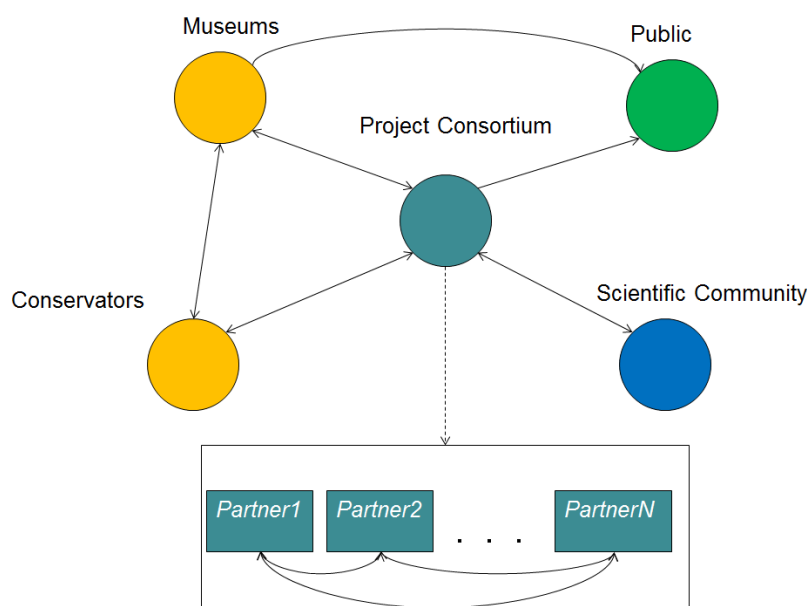 Museums
Public
Project Consortium
Conservators
Scientific Community
Partner1
Partner2
. . .
PartnerN